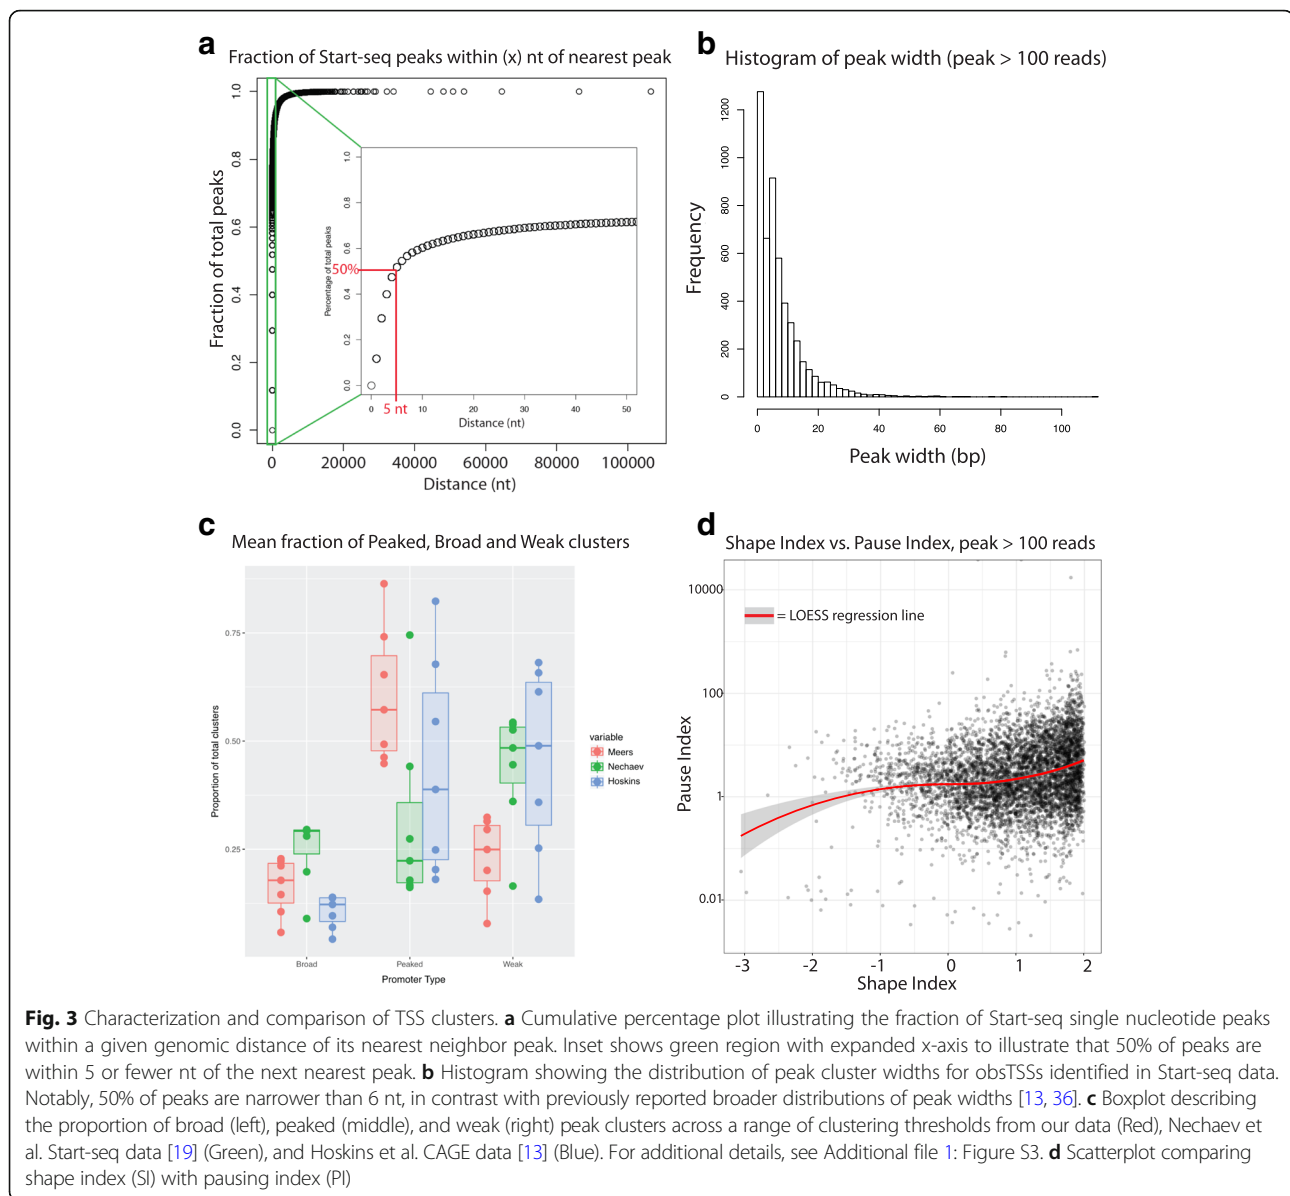 a
Fraction of Start-seq peaks within (x) nt of nearest peak
Fraction of total peaks
1.0
0.8
0.6
0.4
0.2
0.0
0 20000 40000 60000 80000 100000
Distance (nt)
Percentage of total peaks
1.0
0.8
0.6
0.4
0.2
0.0
50%
5 nt
0 10 20 30 40 50
Distance (nt)
b
Histogram of peak width (peak > 100 reads)
Frequency
1200
1000
800
600
400
200
0
0 20 40 60 80 100
Peak width (bp)
c
Mean fraction of Peaked, Broad and Weak clusters
Proportion of total clusters
0.75
0.50
0.25
Broad Peaked Weak
Promoter Type
variable
Meers
Nechaev
Hoskins
d
Shape Index vs. Pause Index, peak > 100 reads
= LOESS regression line
Pause Index
10000
100
1
0.01
-3 -2 -1 0 1 2
Shape Index
Fig. 3 Characterization and comparison of TSS clusters. a Cumulative percentage plot illustrating the fraction of Start-seq single nucleotide peaks
within a given genomic distance of its nearest neighbor peak. Inset shows green region with expanded x-axis to illustrate that 50% of peaks are
within 5 or fewer nt of the next nearest peak. b Histogram showing the distribution of peak cluster widths for obsTSSs identified in Start-seq data.
Notably, 50% of peaks are narrower than 6 nt, in contrast with previously reported broader distributions of peak widths [13, 36]. c Boxplot describing
the proportion of broad (left), peaked (middle), and weak (right) peak clusters across a range of clustering thresholds from our data (Red), Nechaev et
al. Start-seq data [19] (Green), and Hoskins et al. CAGE data [13] (Blue). For additional details, see Additional file 1: Figure S3. d Scatterplot comparing
shape index (SI) with pausing index (PI)